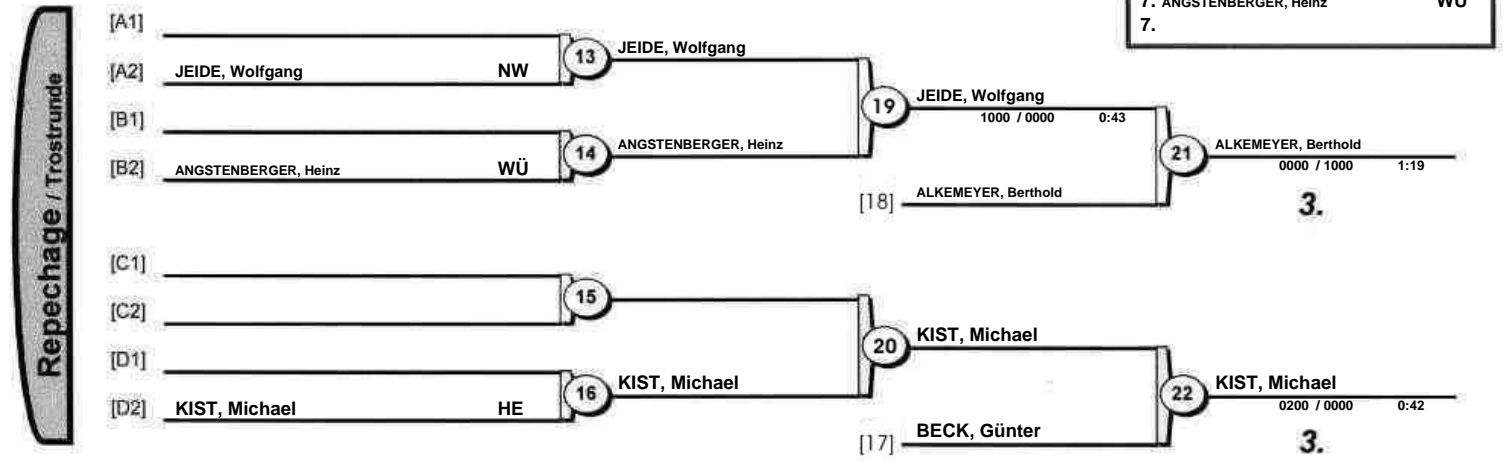 7. ANGSTENBERGER, Heinz WÜ
7.
Repechage / Trostrunde
[A1]
13 JEIDE, Wolfgang
[A2] JEIDE, Wolfgang NW
19 JEIDE, Wolfgang
1000 / 0000 0:43
[B1]
14 ANGSTENBERGER, Heinz
[B2] ANGSTENBERGER, Heinz WÜ
21 ALKEMEYER, Berthold
0000 / 1000 1:19
[18] ALKEMEYER, Berthold
3.
[C1]
15
[C2]
20 KIST, Michael
[D1]
16 KIST, Michael
[D2] KIST, Michael HE
22 KIST, Michael
0200 / 0000 0:42
[17] BECK, Günter
3.